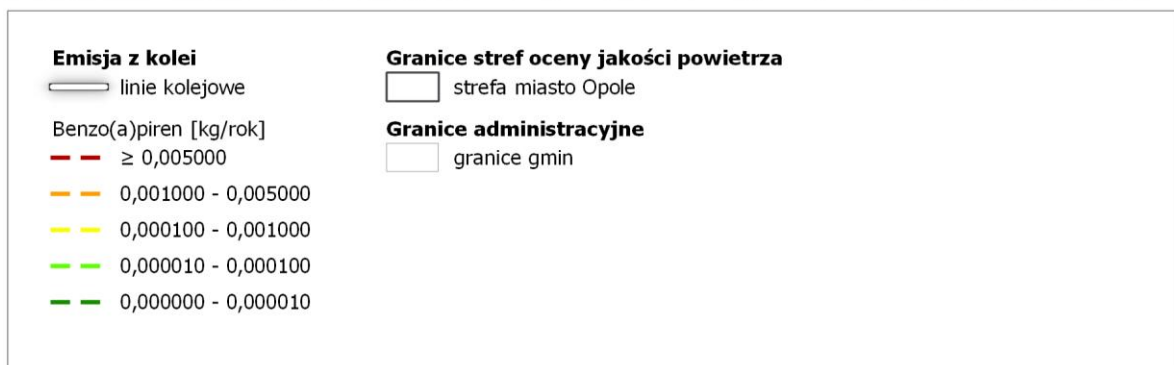 Emisja z kolei
linie kolejowe
Benzo(a)piren [kg/rok]
≥ 0,005000
0,001000 - 0,005000
0,000100 - 0,001000
0,000010 - 0,000100
0,000000 - 0,000010
Granice stref oceny jakości powietrza
strefa miasto Opole
Granice administracyjne
granice gmin